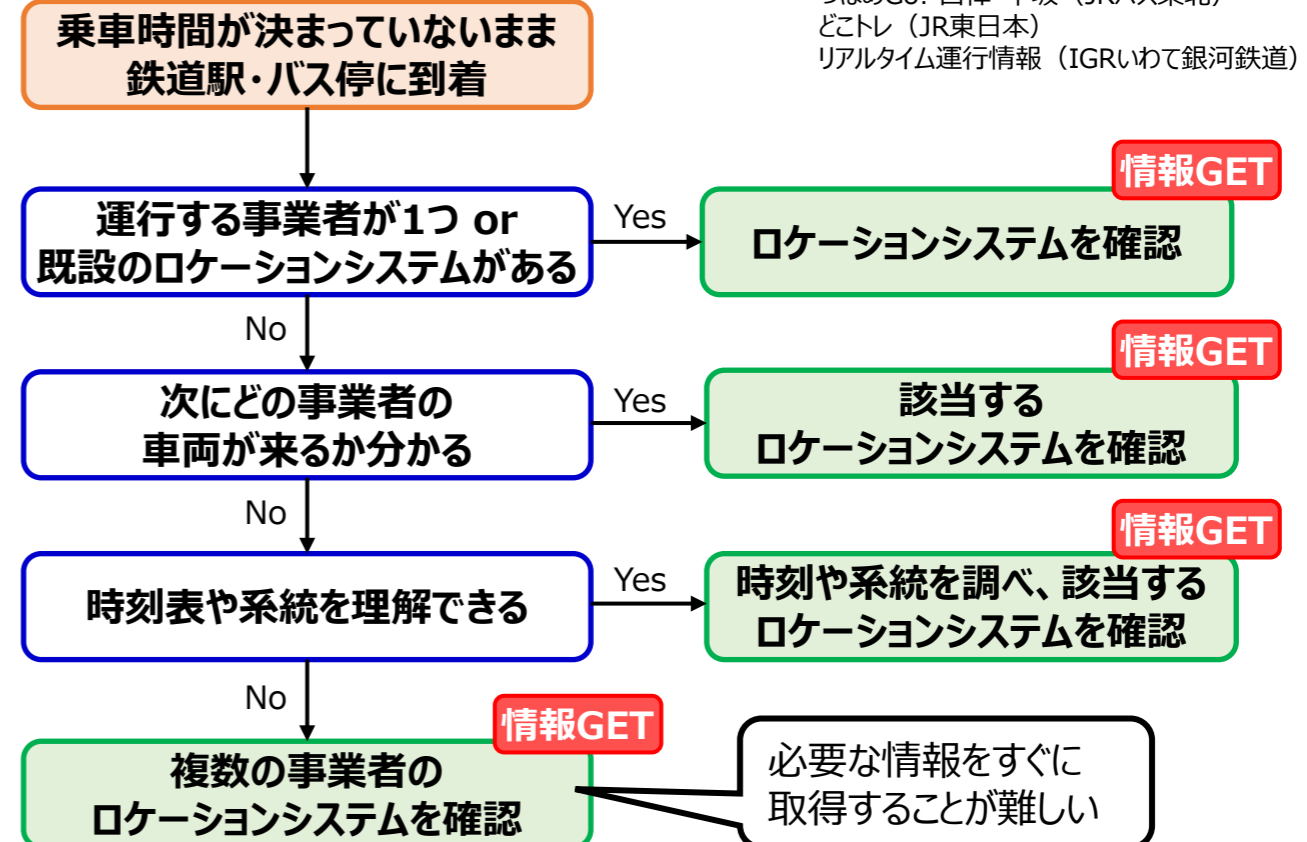 どこトレ（JR東日本）
リアルタイム運行情報（IGRいわて銀河鉄道）
乗車時間が決まっていないまま
鉄道駅・バス停に到着
運行する事業者が1つ or
既設のロケーションシステムがある
Yes
情報GET
ロケーションシステムを確認
No
次にどの事業者の
車両が来るか分かる
Yes
情報GET
該当する
ロケーションシステムを確認
No
時刻表や系統を理解できる
Yes
情報GET
時刻や系統を調べ、該当する
ロケーションシステムを確認
No
情報GET
複数の事業者の
ロケーションシステムを確認
必要な情報をすぐに
取得することが難しい